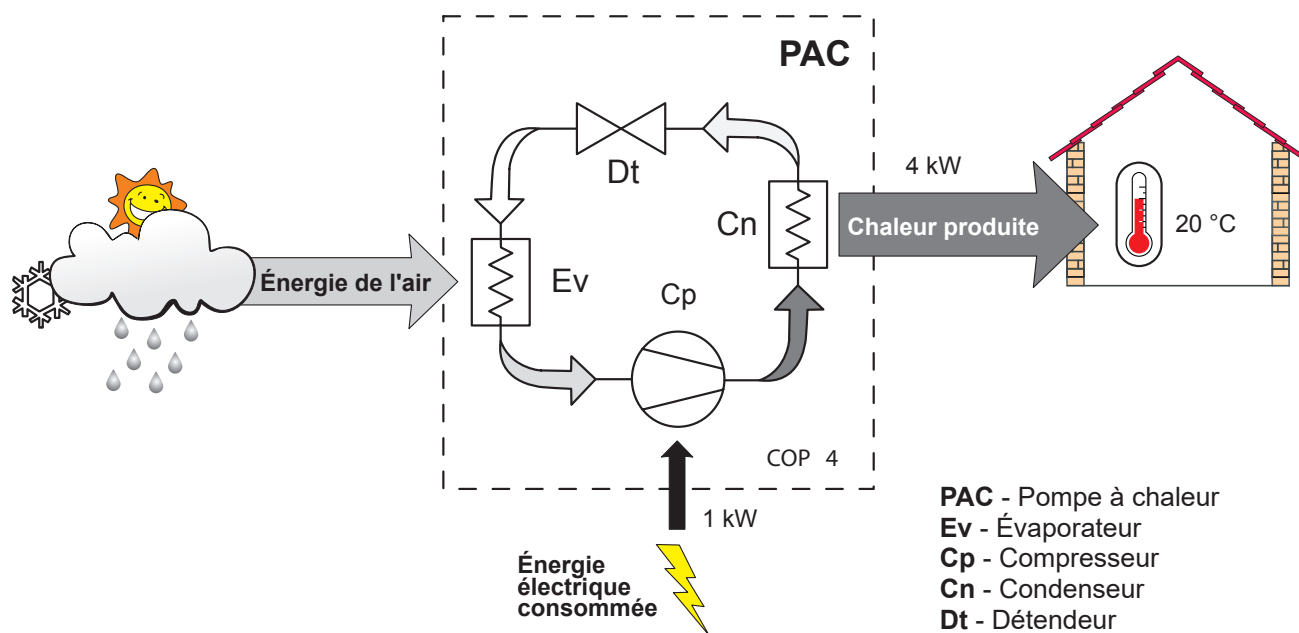 PAC
Dt
4 kW
Cn
Chaleur produite
20 °C
Énergie de l'air
Ev
Cp
COP 4
1 kW
Énergie
électrique
consommée
PAC - Pompe à chaleur
Ev - Évaporateur
Cp - Compresseur
Cn - Condenseur
Dt - Détendeur